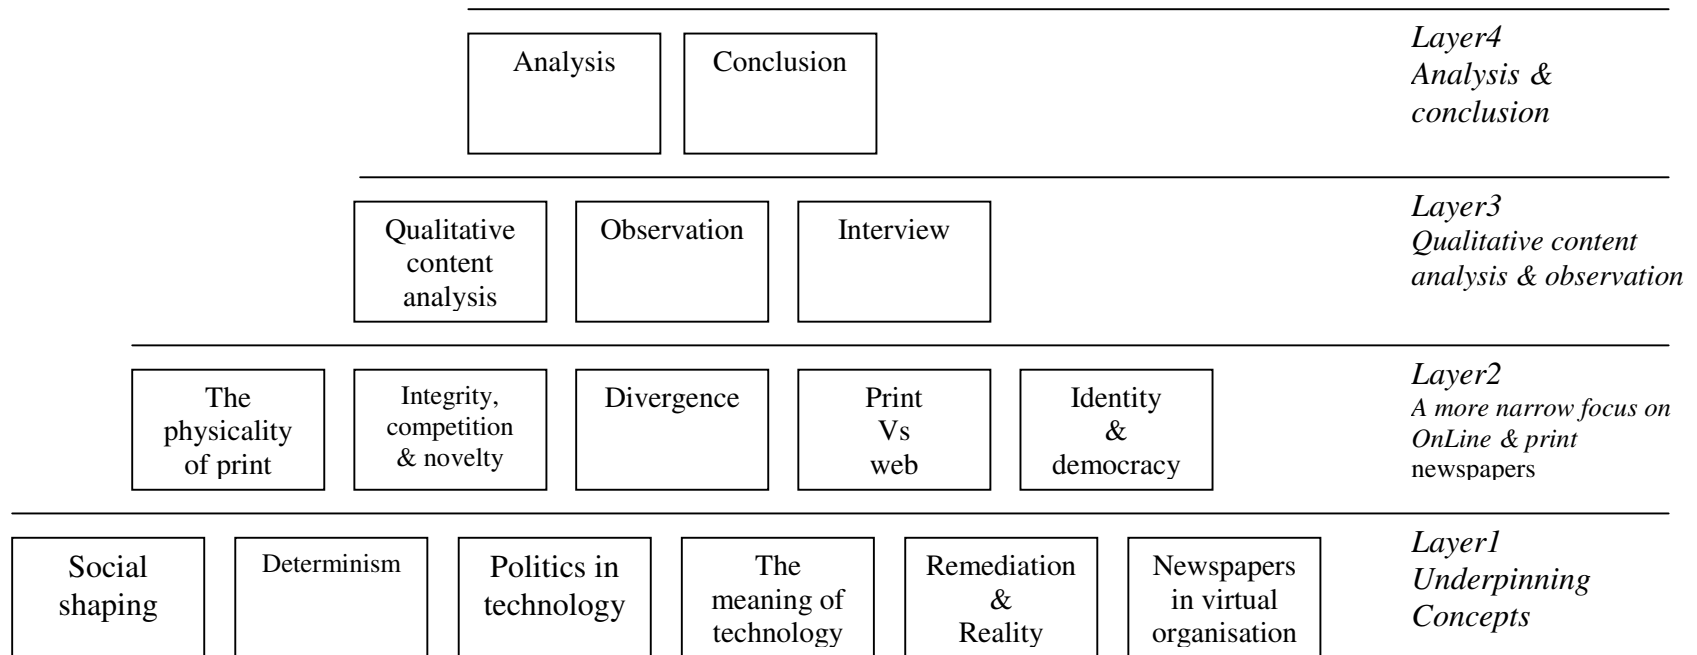 Analysis
Conclusion
Layer4
Analysis &
conclusion
Qualitative
content
analysis
Observation
Interview
Layer3
Qualitative content
analysis & observation
The
physicality
of print
Integrity,
competition
& novelty
Divergence
Print
Vs
web
Identity
&
democracy
Layer2
A more narrow focus on
OnLine & print
newspapers
Social
shaping
Determinism
Politics in
technology
The
meaning of
technology
Remediation
&
Reality
Newspapers
in virtual
organisation
Layer1
Underpinning
Concepts